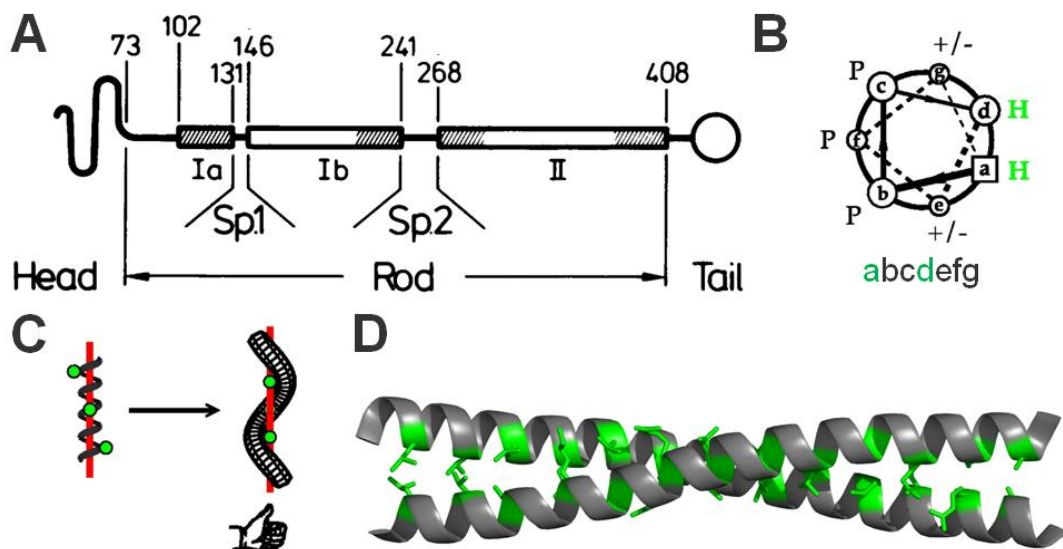 A
102 146
73 131 241 268 408
Ia Ib II
Sp.1 Sp.2
Head Rod Tail
B
+/-
P c g d H
P f a H
P b e
+/-
abcdefg
C
D